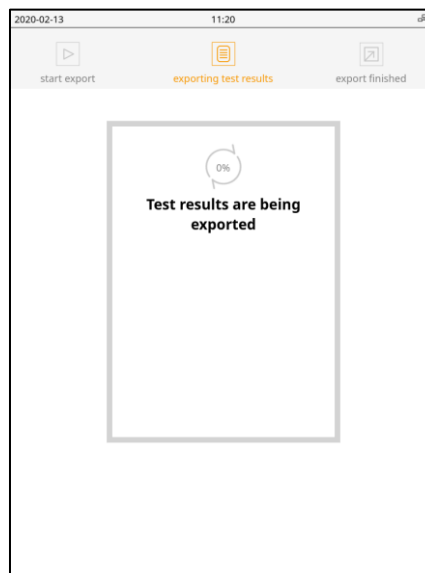 2020-02-13 11:20
start export exporting test results export finished
0%
Test results are being
exported